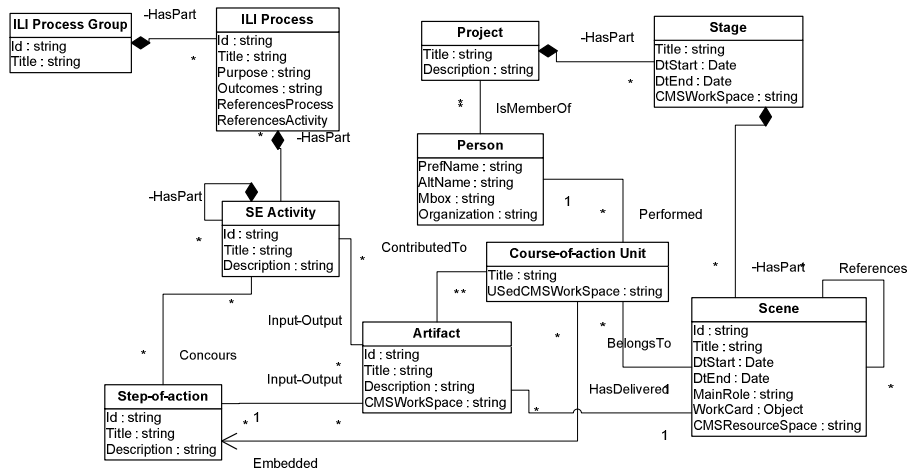 ILI Process Group
Id : string
Title : string
-HasPart
*
ILI Process
Id : string
Title : string
Purpose : string
Outcomes : string
ReferencesProcess
ReferencesActivity
*
-HasPart
Project
Title : string
Description : string
-HasPart
*
Stage
Title : string
DtStart : Date
DtEnd : Date
CMSWorkSpace : string
*
*
IsMemberOf
Person
PrefName : string
AltName : string
Mbox : string
Organization : string
1
*
Performed
-HasPart
*
SE Activity
Id : string
Title : string
Description : string
*
*
ContributedTo
**
Course-of-action Unit
Title : string
USedCMSWorkSpace : string
*
-HasPart
*
References
*
Scene
Id : string
Title : string
DtStart : Date
DtEnd : Date
MainRole : string
WorkCard : Object
CMSResourceSpace : string
*
*
BelongsTo
1
HasDelivered
*
1
Input-Output
*
Artifact
Id : string
Title : string
Description : string
CMSWorkSpace : string
*
Concours
Input-Output
Step-of-action
Id : string
Title : string
Description : string
1
*
*
Embedded